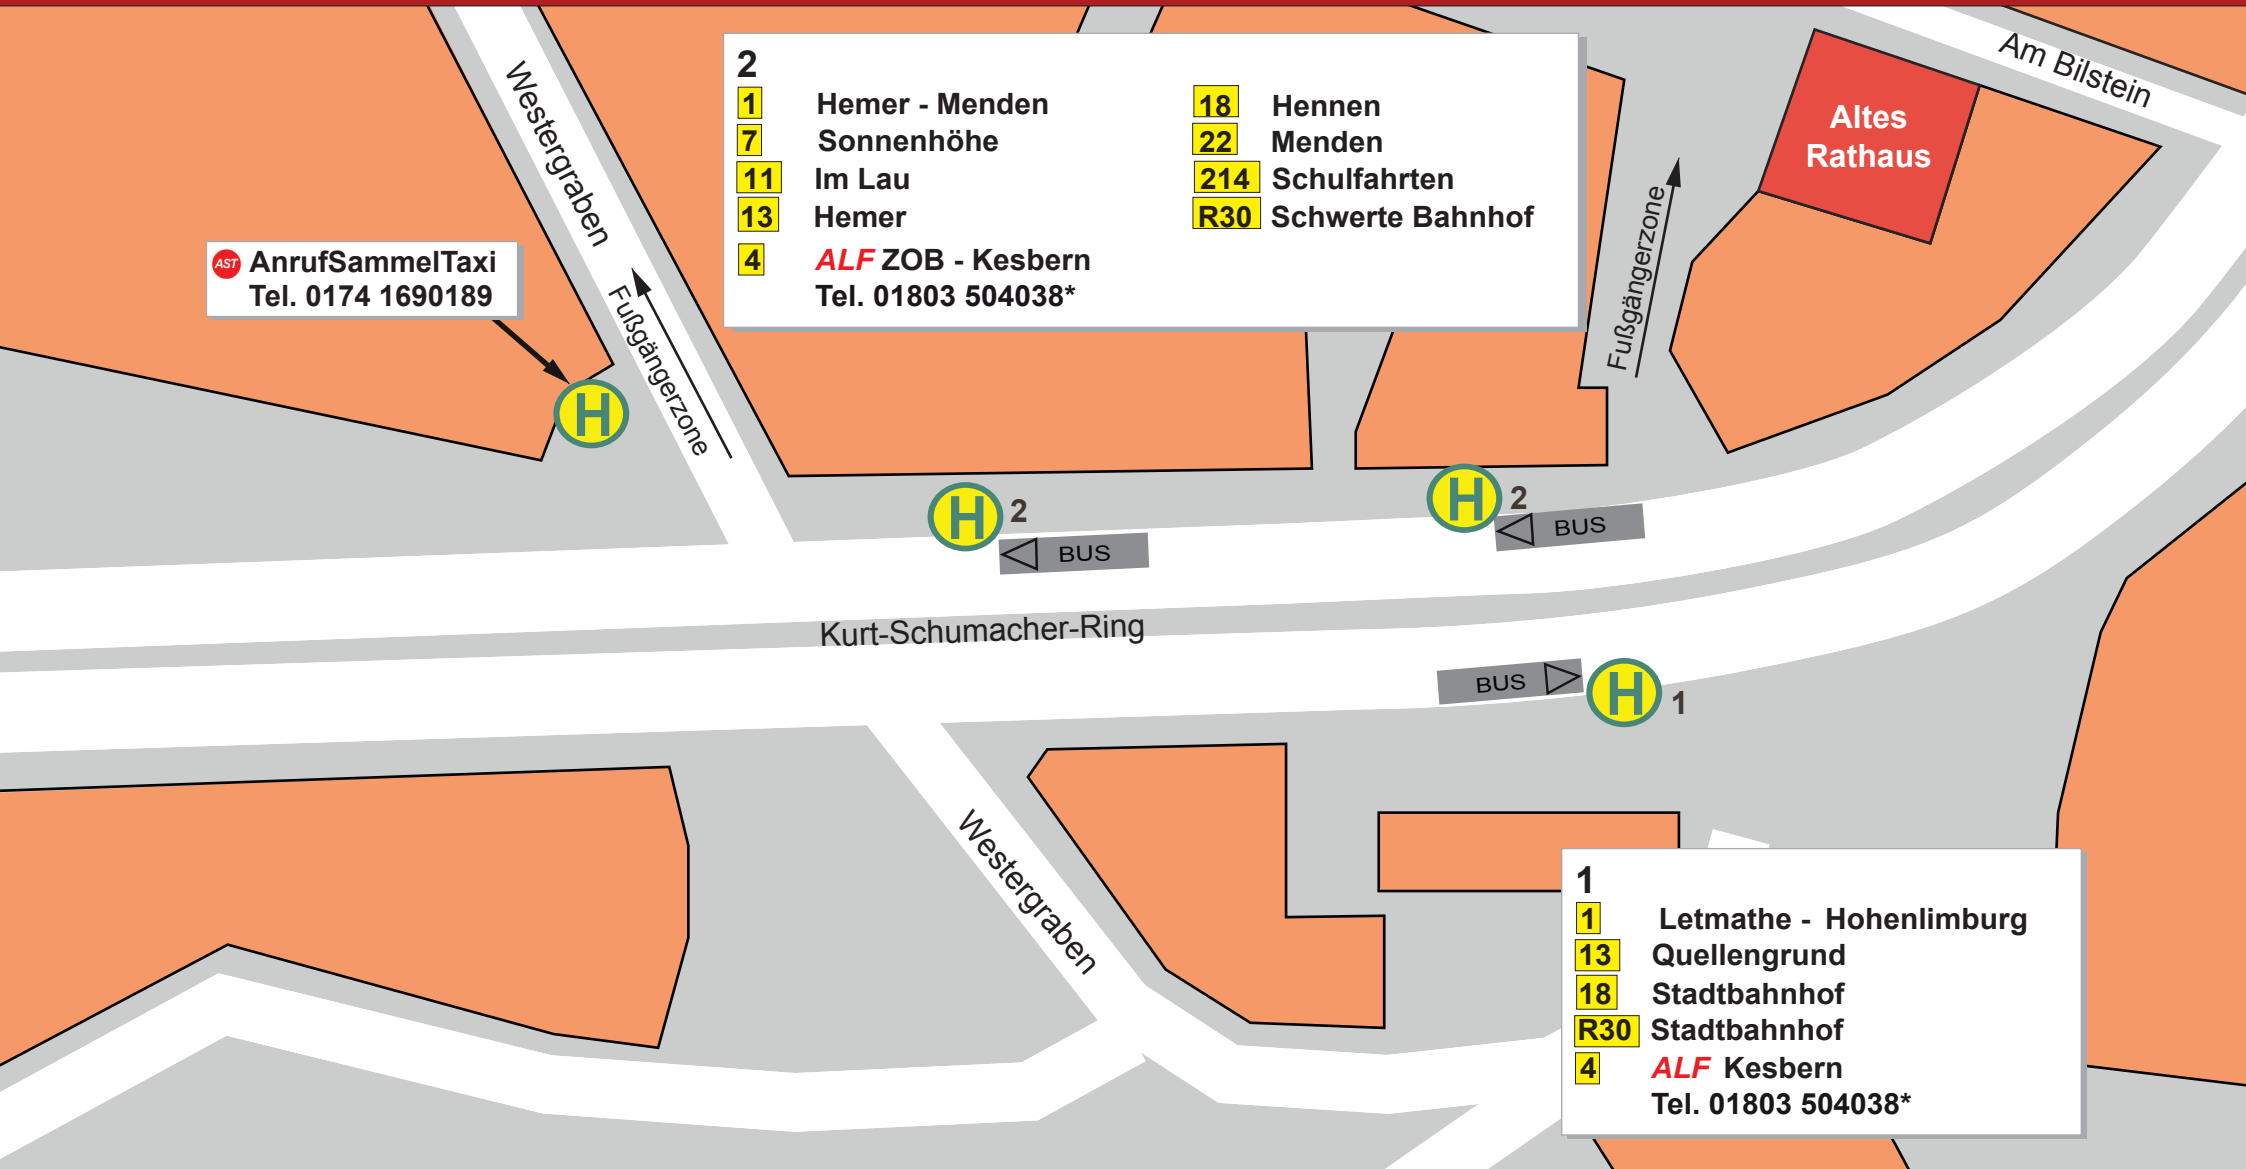 2
1 Hemer - Menden
7 Sonnenhöhe
11 Im Lau
13 Hemer
4 ALF ZOB - Kesbern
Tel. 01803 504038*
18 Hennen
22 Menden
214 Schulfahrten
R30 Schwerte Bahnhof
Am Bilstein
Altes
Rathaus
Westergraben
Fußgängerzone
Fußgängerzone
AST AnrufSammelTaxi
Tel. 0174 1690189
H
H 2
BUS
H 2
BUS
Kurt-Schumacher-Ring
BUS
H 1
Westergraben
1
1 Letmathe - Hohenlimburg
13 Quellengrund
18 Stadtbahnhof
R30 Stadtbahnhof
4 ALF Kesbern
Tel. 01803 504038*